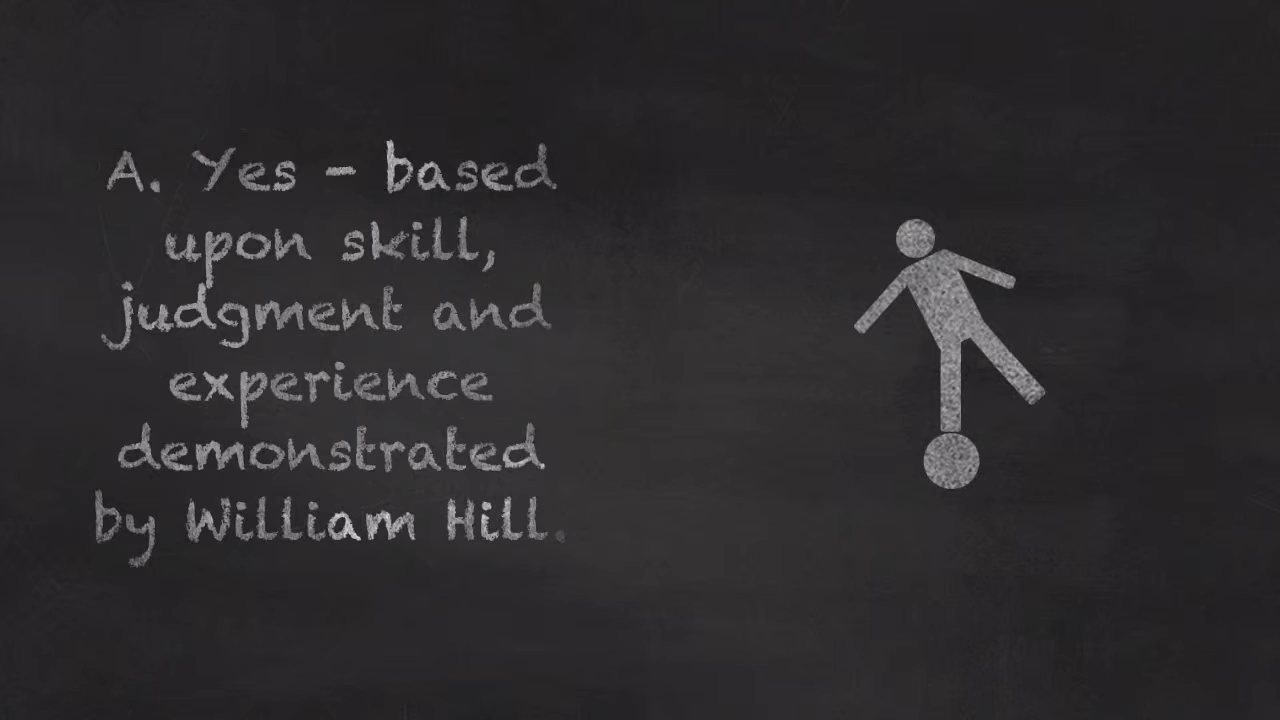 A. Yes - based
upon skill,
judgment and
experience
demonstrated
by William Hill.